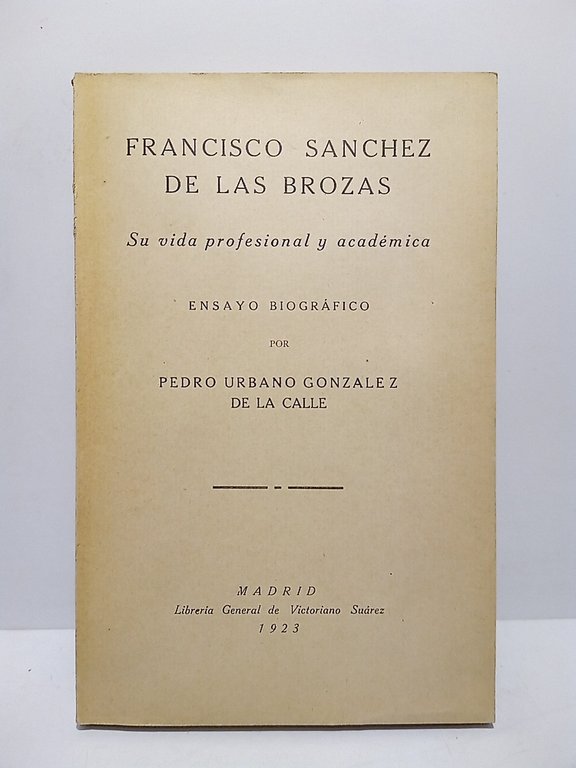 FRANCISCO SANCHEZ
DE LAS BROZAS
Su vida profesional y académica
ENSAYO BIOGRÁFICO
POR
PEDRO URBANO GONZALEZ
DE LA CALLE
MADRID
Librería General de Victoriano Suárez
1923